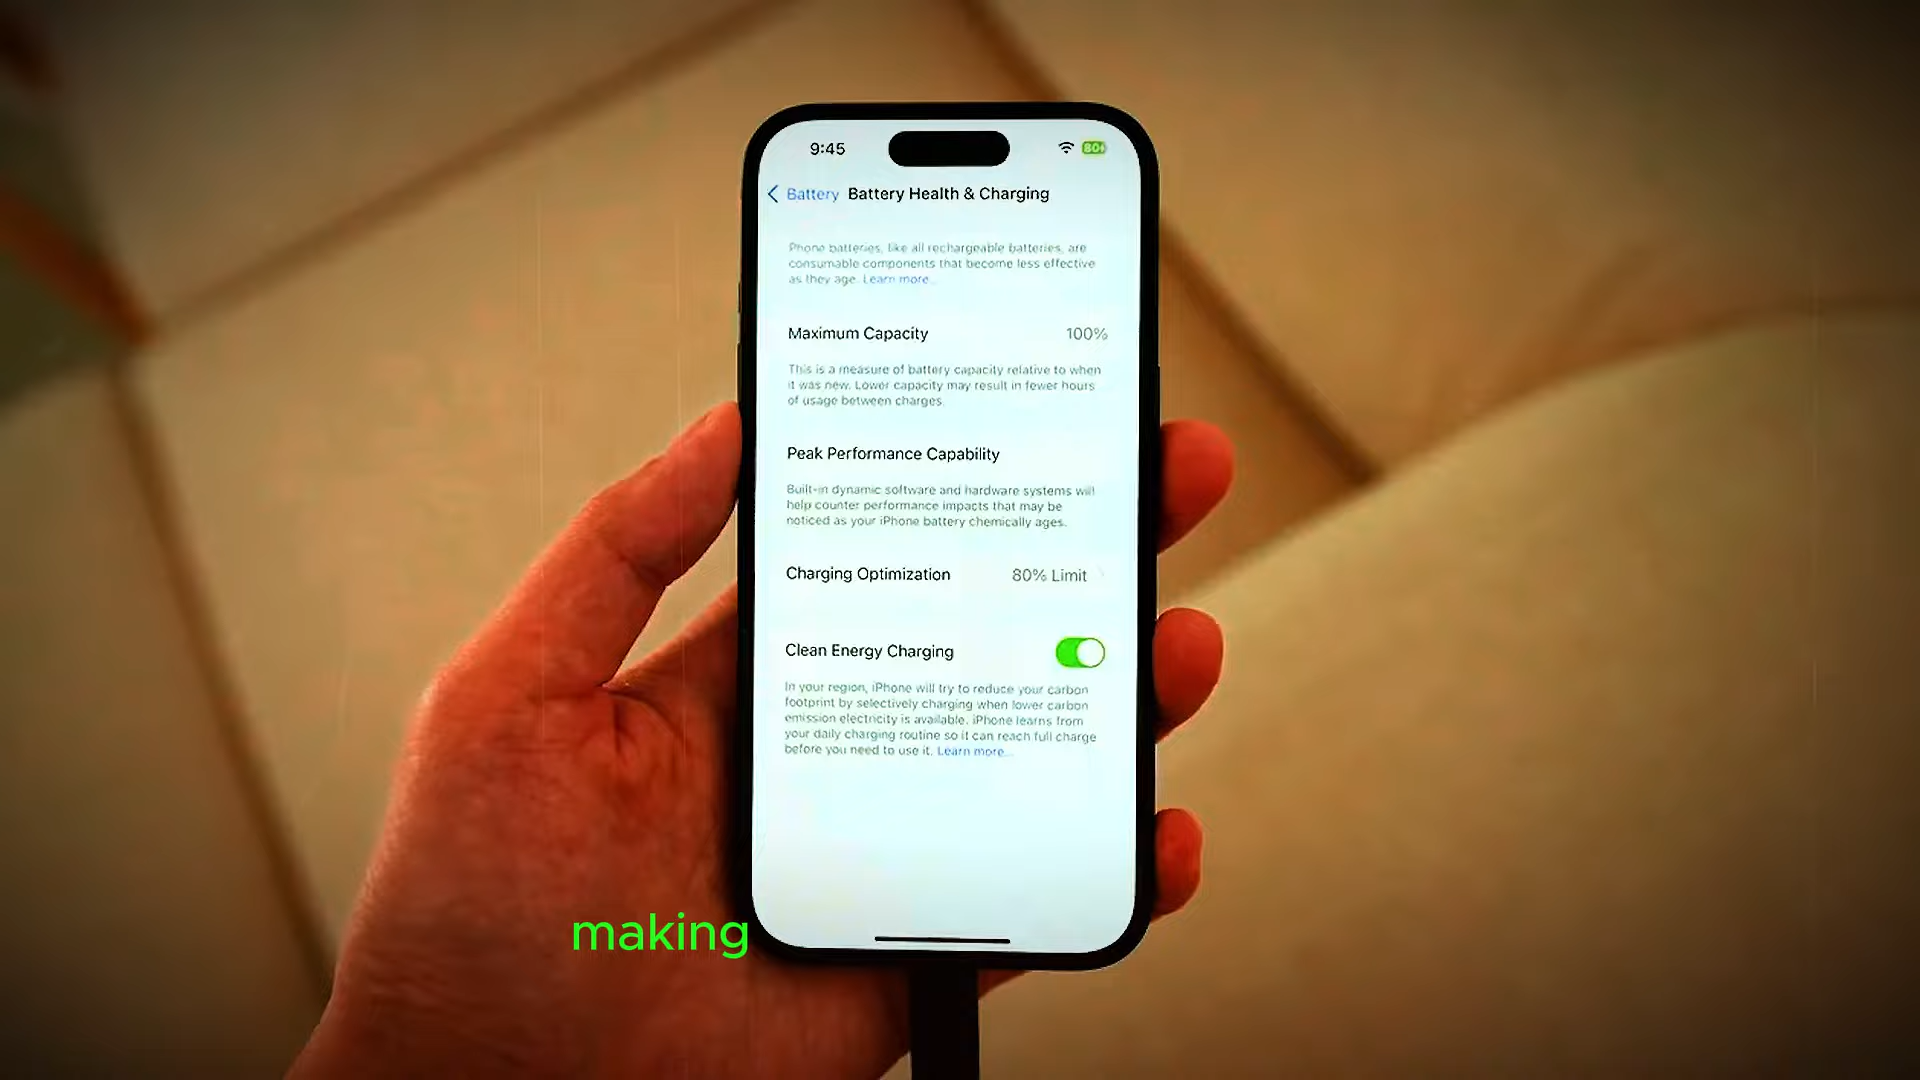 9:45
80
Battery Battery Health & Charging
Phone batteries, like all rechargeable batteries, are
consumable components that become less effective
as they age. Learn more...
Maximum Capacity 100%
This is a measure of battery capacity relative to when
it was new. Lower capacity may result in fewer hours
of usage between charges.
Peak Performance Capability
Built-in dynamic software and hardware systems will
help counter performance impacts that may be
noticed as your iPhone battery chemically ages.
Charging Optimization 80% Limit
Clean Energy Charging
In your region, iPhone will try to reduce your carbon
footprint by selectively charging when lower carbon
emission electricity is available. iPhone learns from
your daily charging routine so it can reach full charge
before you need to use it. Learn more...
making